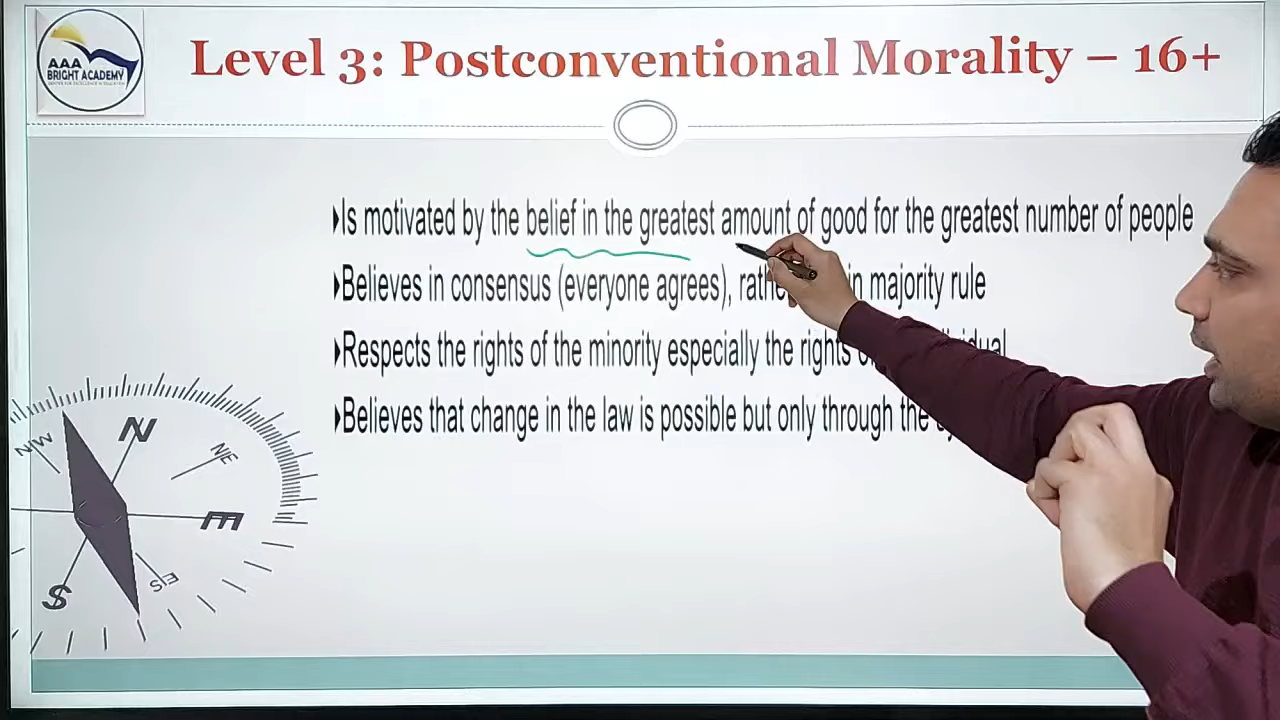 AAA
BRIGHT ACADEMY
Level 3: Postconventional Morality – 16+
Is motivated by the belief in the greatest amount of good for the greatest number of people
Believes in consensus (everyone agrees), in majority rule
Respects the rights of the minority especially the rights
Believes that change in the law is possible but only through the
NW
N
NE
E
ES
S